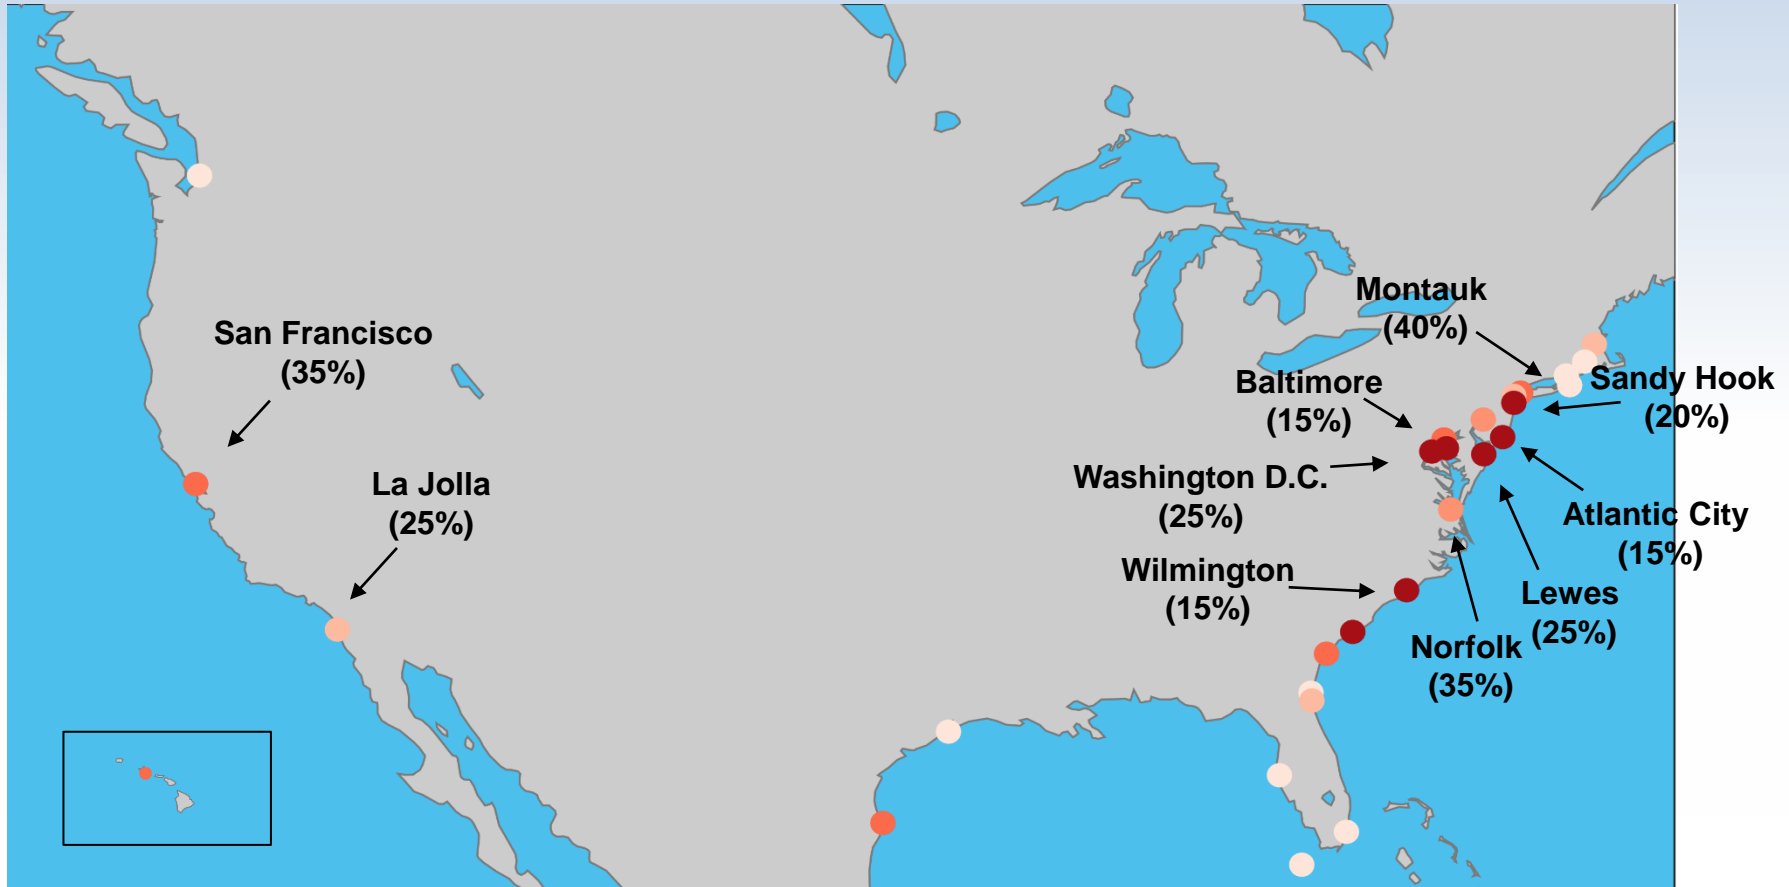 Montauk
(40%)
San Francisco
(35%)
Baltimore
(15%)
Sandy Hook
(20%)
La Jolla
(25%)
Washington D.C.
(25%)
Atlantic City
(15%)
Wilmington
(15%)
Lewes
(25%)
Norfolk
(35%)